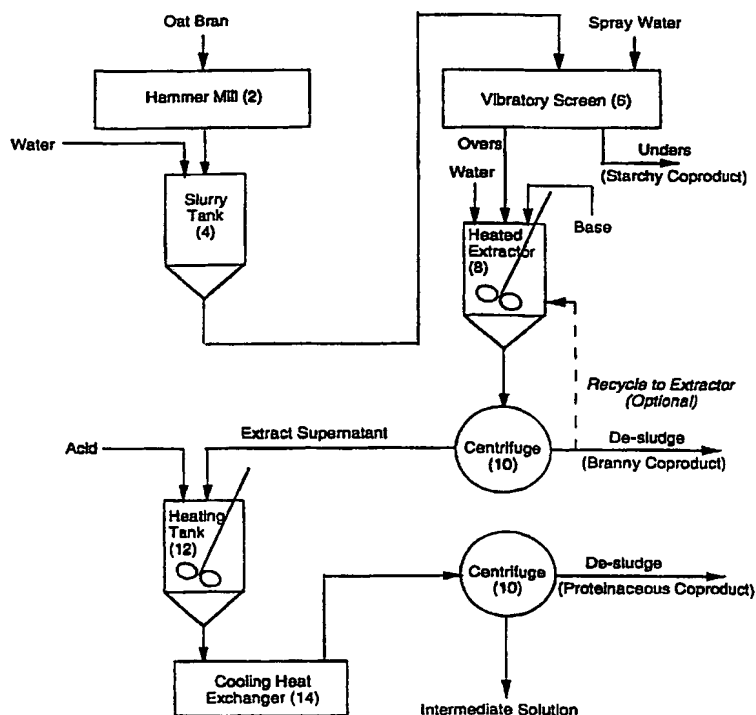 Oat Bran
Hammer Mill (2)
Water
Slurry
Tank
(4)
Spray Water
Vibratory Screen (6)
Overs
Unders
(Starchy Coproduct)
Water
Base
Heated
Extractor
(8)
Recycle to Extractor
(Optional)
Centrifuge
(10)
De-sludge
(Branny Coproduct)
Extract Supernatant
Acid
Heating
Tank
(12)
Cooling Heat
Exchanger (14)
Centrifuge
(10)
De-sludge
(Proteinaceous Coproduct)
Intermediate Solution